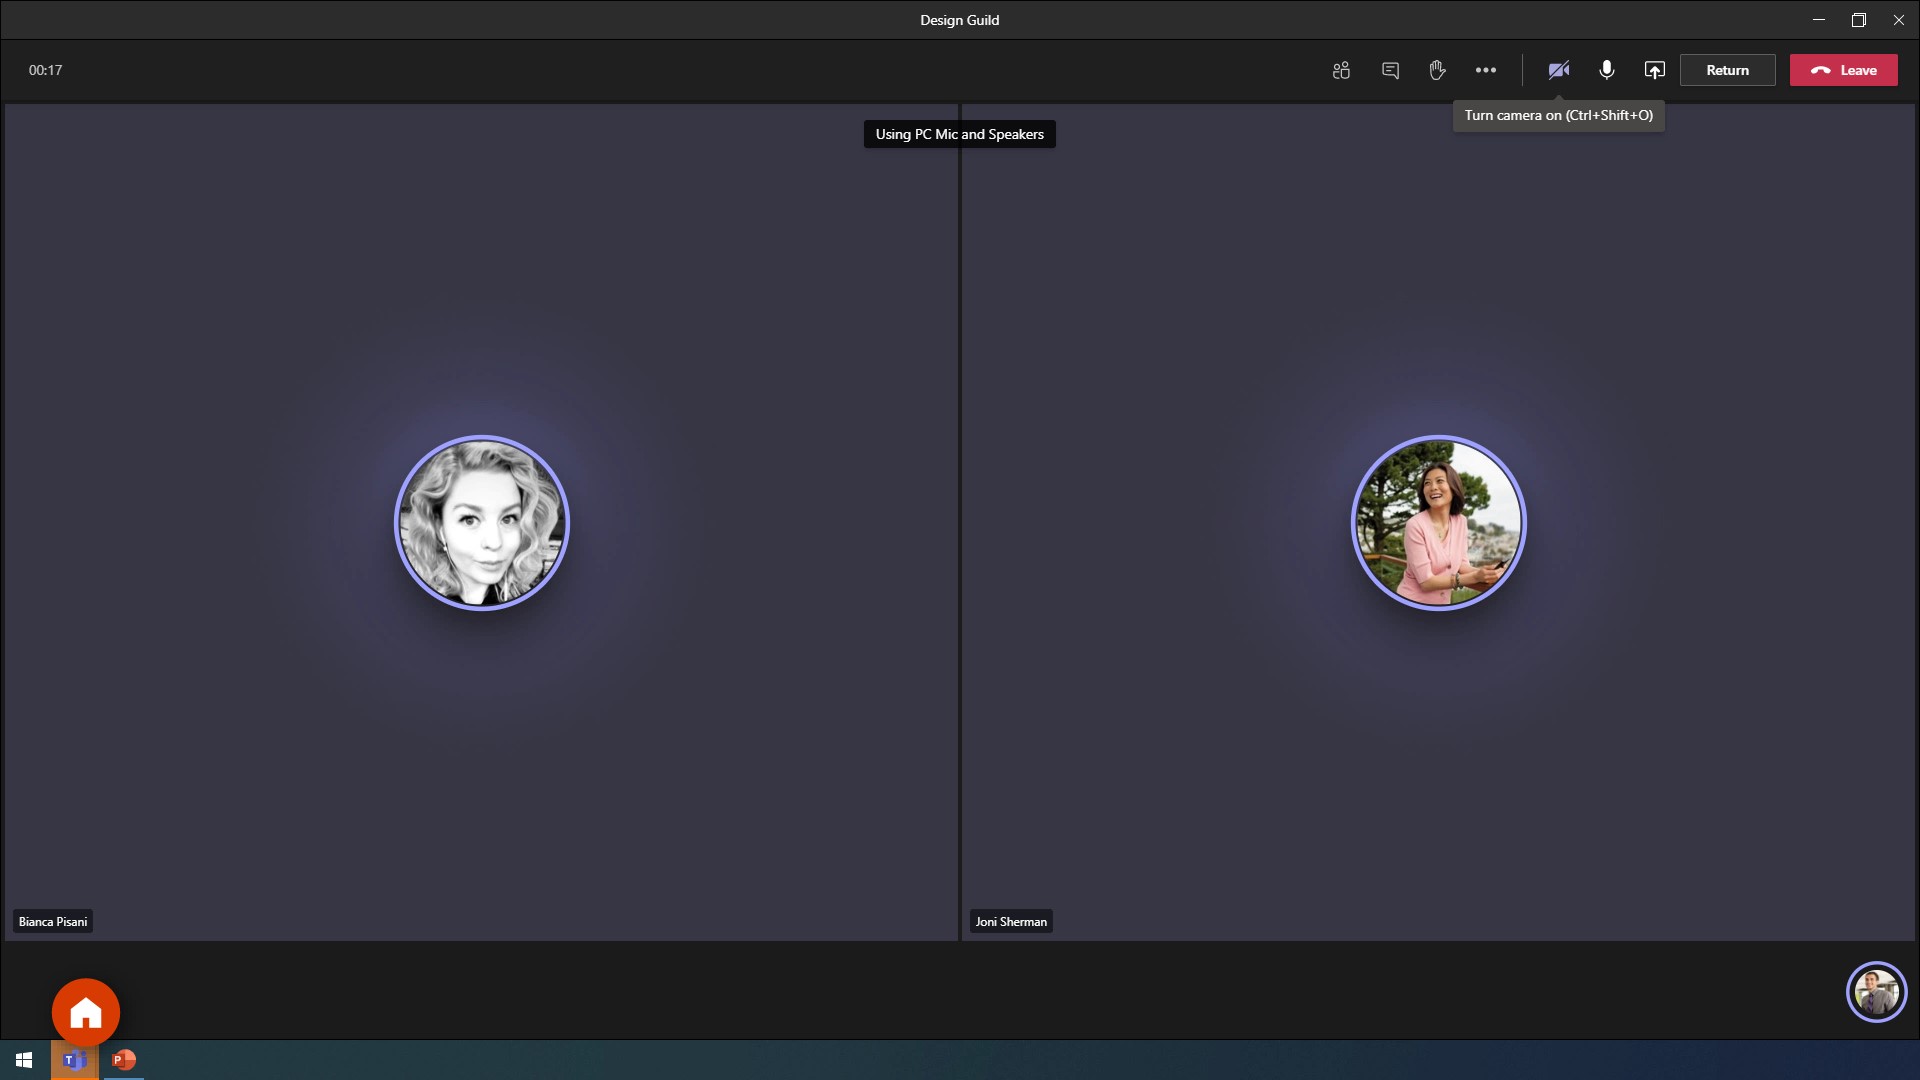 Design Guild
00:17
Return
Leave
Turn camera on (Ctrl+Shift+O)
Using PC Mic and Speakers
Bianca Pisani
Joni Sherman
T
P